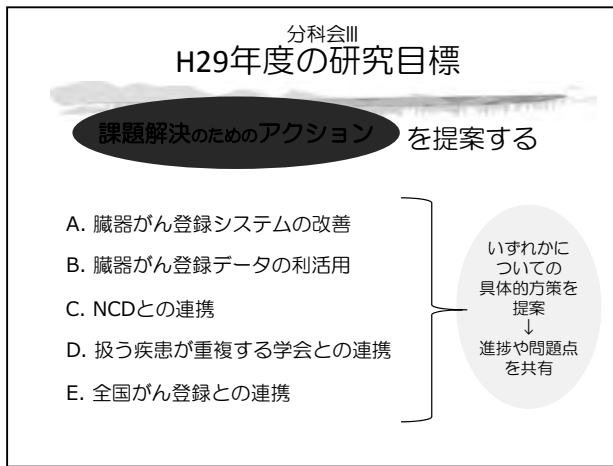 分科会Ⅲ
H29年度の研究目標
課題解決のためのアクション を提案する
A. 臓器がん登録システムの改善
B. 臓器がん登録データの利活用
C. NCDとの連携
D. 扱う疾患が重複する学会との連携
E. 全国がん登録との連携
いずれかに
ついての
具体的方策を
提案
↓
進捗や問題点
を共有